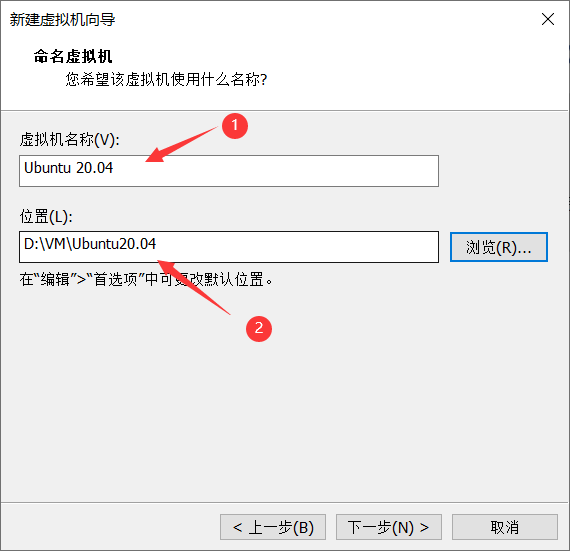 新建虚拟机向导
命名虚拟机
您希望该虚拟机使用什么名称?
虚拟机名称(V):
1
Ubuntu 20.04
位置(L):
D:\VM\Ubuntu20.04
浏览(R)...
在“编辑”>“首选项”中可更改默认位置。
2
< 上一步(B)
下一步(N) >
取消